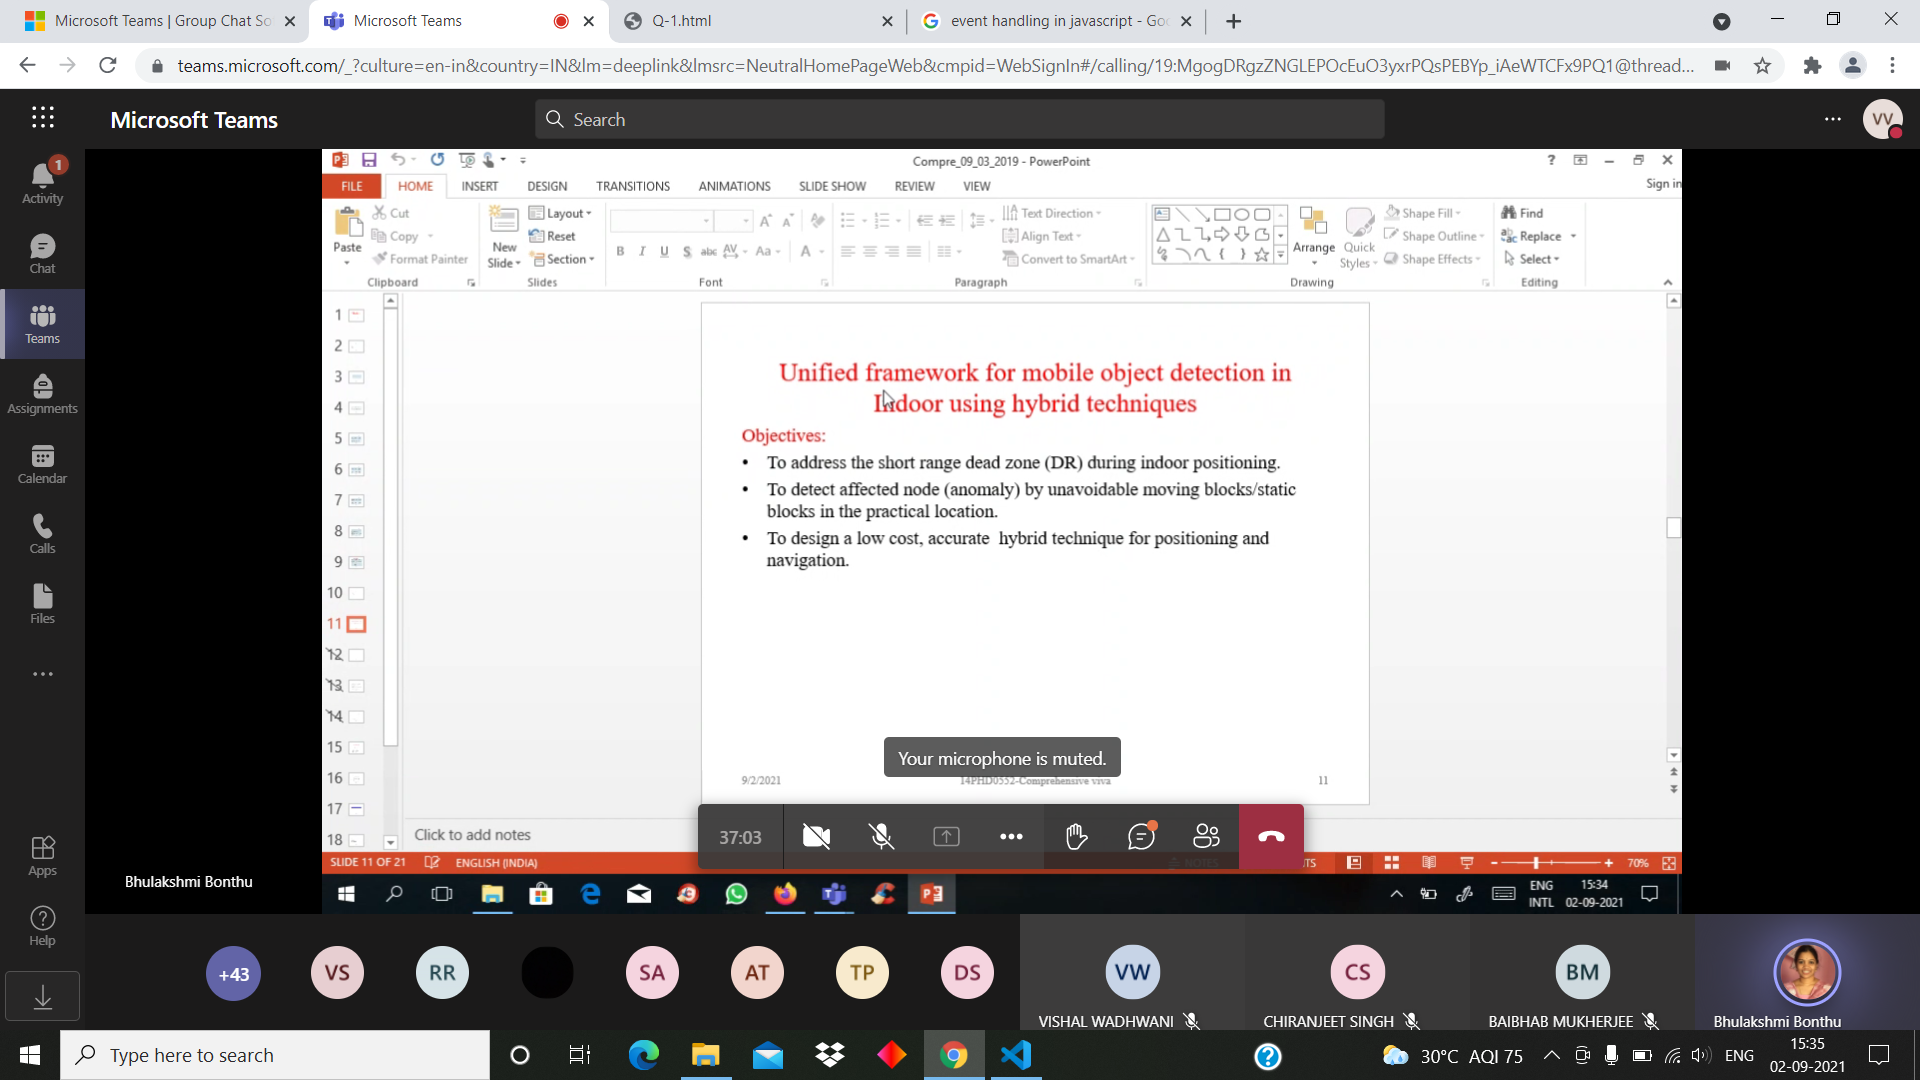 Microsoft Teams | Group Chat So
Microsoft Teams
Q-1.html
event handling in javascript - Goo
teams.microsoft.com/_?culture=en-in&country=IN&lm=deeplink&lmsrc=NeutralHomePageWeb&cmpid=WebSignIn#/calling/19:MgogDRgzZNGLEPOcEuO3yxrPQsPEBYp_iAeWTCFx9PQ1@thread...
Microsoft Teams
Search
VV
1
Activity
Chat
Teams
Assignments
Calendar
Calls
Files
Apps
Help
Compre_09_03_2019 - PowerPoint
FILE HOME INSERT DESIGN TRANSITIONS ANIMATIONS SLIDE SHOW REVIEW VIEW Sign in
Paste
Cut
Copy
Format Painter
Clipboard
New
Slide
Layout
Reset
Section
Slides
B I U S abc AV Aa A
Font
Text Direction
Align Text
Convert to SmartArt
Paragraph
Arrange
Quick
Styles
Shape Fill
Shape Outline
Shape Effects
Drawing
Find
Replace
Select
Editing
1
2
3
4
5
6
7
8
9
10
11
12
13
14
15
16
17
18
Unified framework for mobile object detection in
Indoor using hybrid techniques
Objectives:
• To address the short range dead zone (DR) during indoor positioning.
• To detect affected node (anomaly) by unavoidable moving blocks/static
blocks in the practical location.
• To design a low cost, accurate hybrid technique for positioning and
navigation.
Your microphone is muted.
9/2/2021 14PHD0552-Comprehensive viva 11
Click to add notes
37:03
SLIDE 11 OF 21 ENGLISH (INDIA) NOTES 70%
Bhulakshmi Bonthu
ENG
INTL
15:34
02-09-2021
+43 VS RR SA AT TP DS VW CS BM
VISHAL WADHWANI CHIRANJEET SINGH BAIBHAB MUKHERJEE Bhulakshmi Bonthu
Type here to search
30°C AQI 75 ENG
15:35
02-09-2021